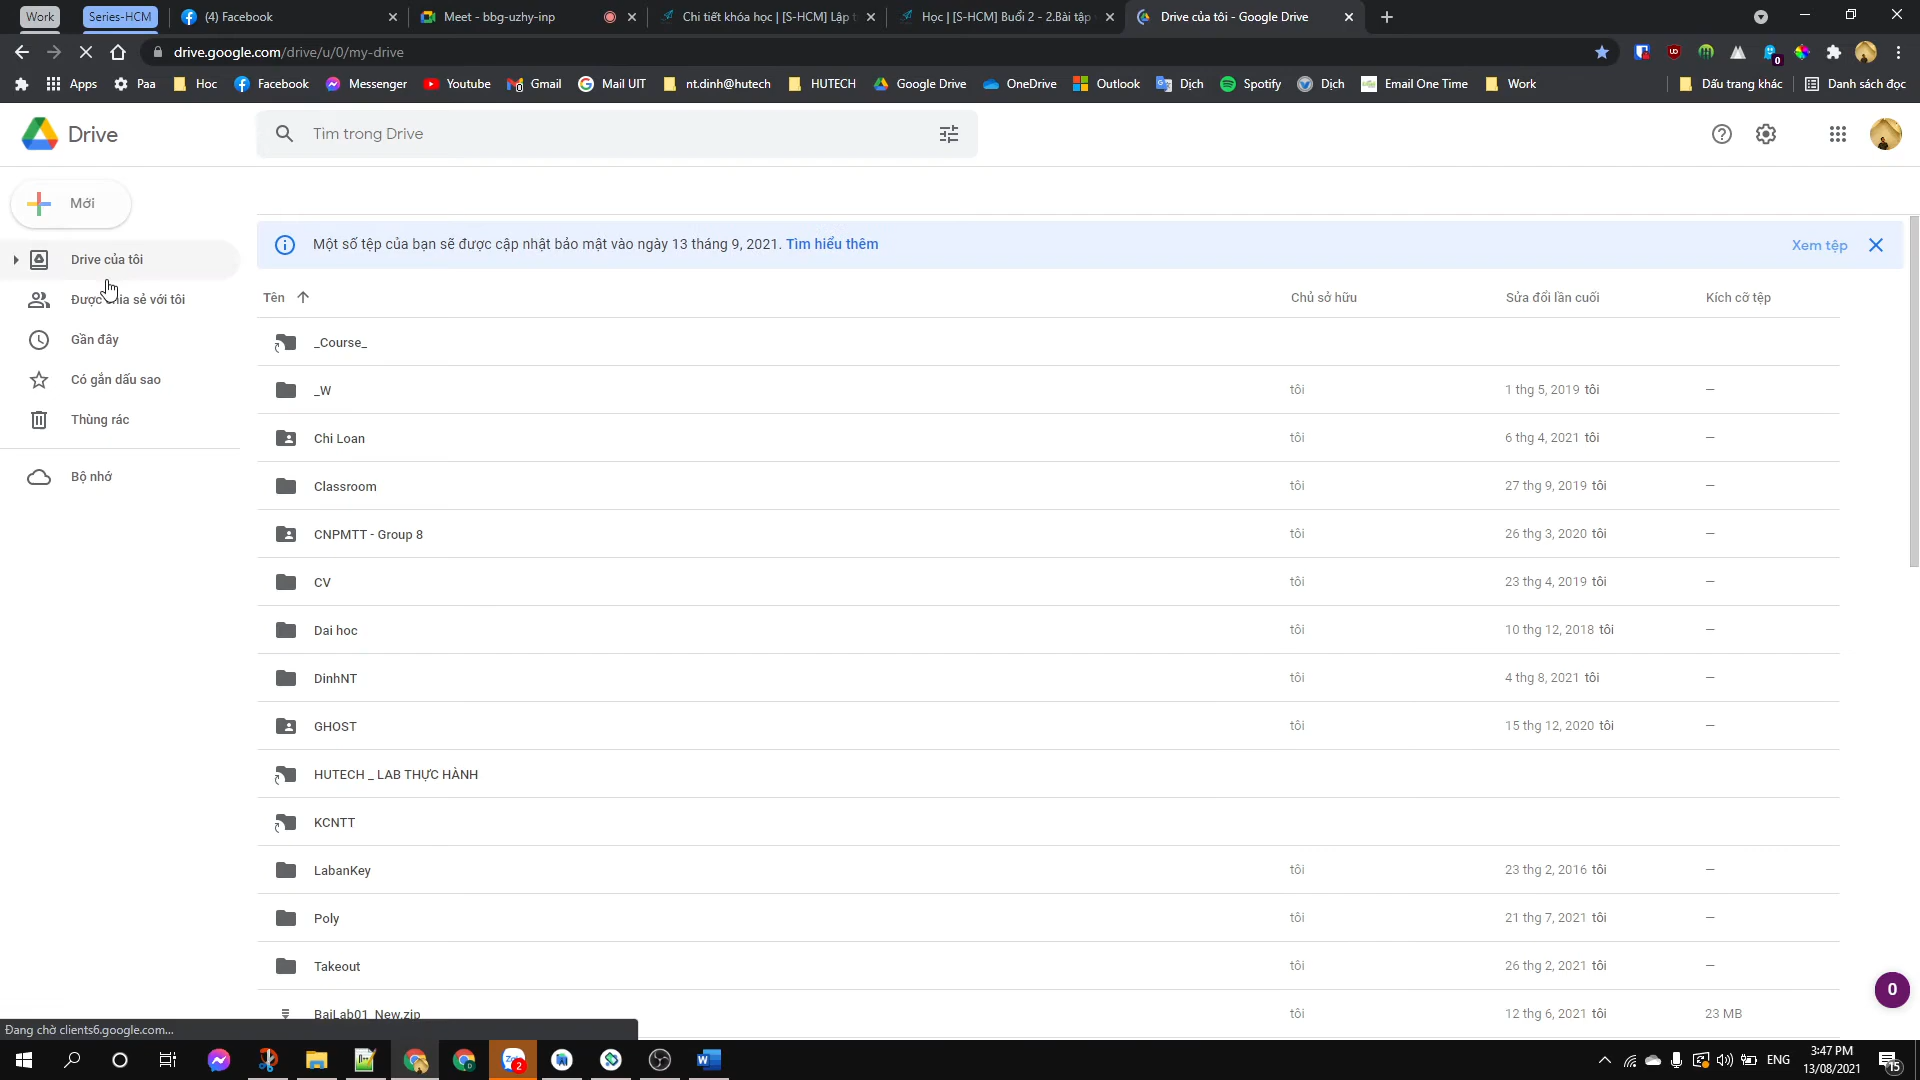 Work
Series-HCM
(4) Facebook
Meet - bbg-uzhy-inp
Chi tiết khóa học | [S-HCM] Lập t
Học | [S-HCM] Buổi 2 - 2.Bài tập
Drive của tôi - Google Drive
drive.google.com/drive/u/0/my-drive
Apps
Paa
Hoc
Facebook
Messenger
Youtube
Gmail
Mail UIT
nt.dinh@hutech
HUTECH
Google Drive
OneDrive
Outlook
Dịch
Spotify
Dịch
Email One Time
Work
Dấu trang khác
Danh sách đọc
Drive
Tìm trong Drive
Mới
Một số tệp của bạn sẽ được cập nhật bảo mật vào ngày 13 tháng 9, 2021. Tìm hiểu thêm
Xem tệp
Drive của tôi
Được chia sẻ với tôi
Gần đây
Có gắn dấu sao
Thùng rác
Bộ nhớ
Tên
Chủ sở hữu
Sửa đổi lần cuối
Kích cỡ tệp
_Course_
_W tôi 1 thg 5, 2019 tôi —
Chi Loan tôi 6 thg 4, 2021 tôi —
Classroom tôi 27 thg 9, 2019 tôi —
CNPMTT - Group 8 tôi 26 thg 3, 2020 tôi —
CV tôi 23 thg 4, 2019 tôi —
Dai hoc tôi 10 thg 12, 2018 tôi —
DinhNT tôi 4 thg 8, 2021 tôi —
GHOST tôi 15 thg 12, 2020 tôi —
HUTECH _ LAB THỰC HÀNH
KCNTT
LabanKey tôi 23 thg 2, 2016 tôi —
Poly tôi 21 thg 7, 2021 tôi —
Takeout tôi 26 thg 2, 2021 tôi —
BaiLab01_New.zip tôi 12 thg 6, 2021 tôi 23 MB
0
Đang chờ clients6.google.com...
ENG
3:47 PM
13/08/2021
15